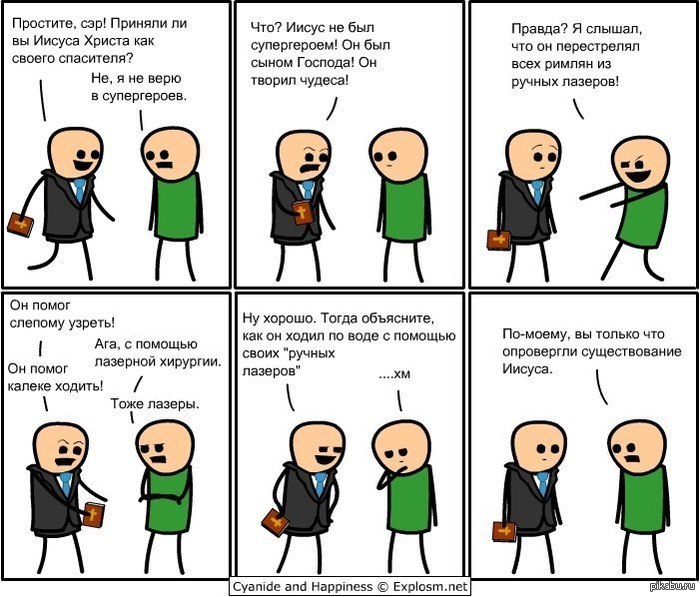 Простите, сэр! Приняли ли
вы Иисуса Христа как
своего спасителя?
Не, я не верю
в супергероев.
Что? Иисус не был
супергероем! Он был
сыном Господа! Он
творил чудеса!
Правда? Я слышал,
что он перестрелял
всех римлян из
ручных лазеров!
Он помог
слепому узреть!
Ага, с помощью
лазерной хирургии.
Он помог
калеке ходить!
Тоже лазеры.
Ну хорошо. Тогда объясните,
как он ходил по воде с помощью
своих "ручных
лазеров"
....хм
По-моему, вы только что
опровергли существование
Иисуса.
Cyanide and Happiness © Explosm.net
pikabu.ru